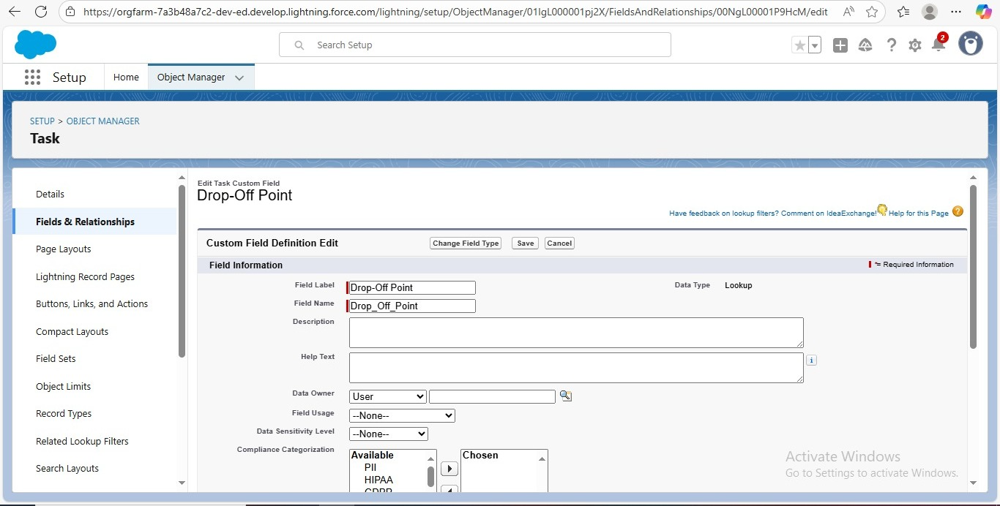 https://orgfarm-7a3b48a7c2-dev-ed.develop.lightning.force.com/lightning/setup/ObjectManager/01IgL000001pj2X/FieldsAndRelationships/00NgL00001P9HcM/edit
Search Setup
2
Setup
Home
Object Manager
SETUP > OBJECT MANAGER
Task
Details
Fields & Relationships
Page Layouts
Lightning Record Pages
Buttons, Links, and Actions
Compact Layouts
Field Sets
Object Limits
Record Types
Related Lookup Filters
Search Layouts
Edit Task Custom Field
Drop-Off Point
Have feedback on lookup filters? Comment on IdeaExchange! Help for this Page ?
Custom Field Definition Edit Change Field Type Save Cancel
Field Information = Required Information
Field Label Drop-Off Point Data Type Lookup
Field Name Drop_Off_Point
Description
Help Text i
Data Owner User
Field Usage --None--
Data Sensitivity Level --None--
Compliance Categorization
Available Chosen
PII
HIPAA
GDPR
Activate Windows
Go to Settings to activate Windows.